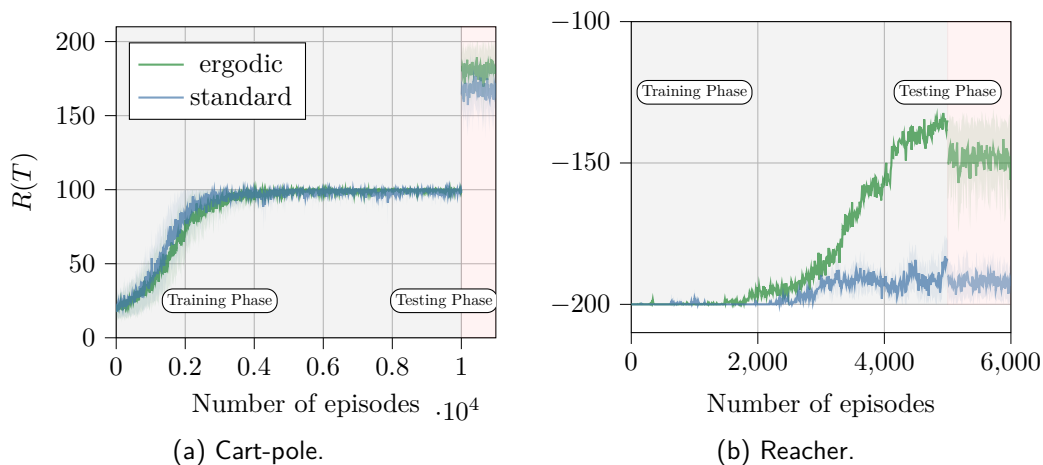 200
150
100
50
0
R(T)
ergodic
standard
Training Phase
Testing Phase
0 0.2 0.4 0.6 0.8 1
Number of episodes ·10⁴
(a) Cart-pole.
−100
−150
−200
Training Phase
Testing Phase
0 2,000 4,000 6,000
Number of episodes
(b) Reacher.